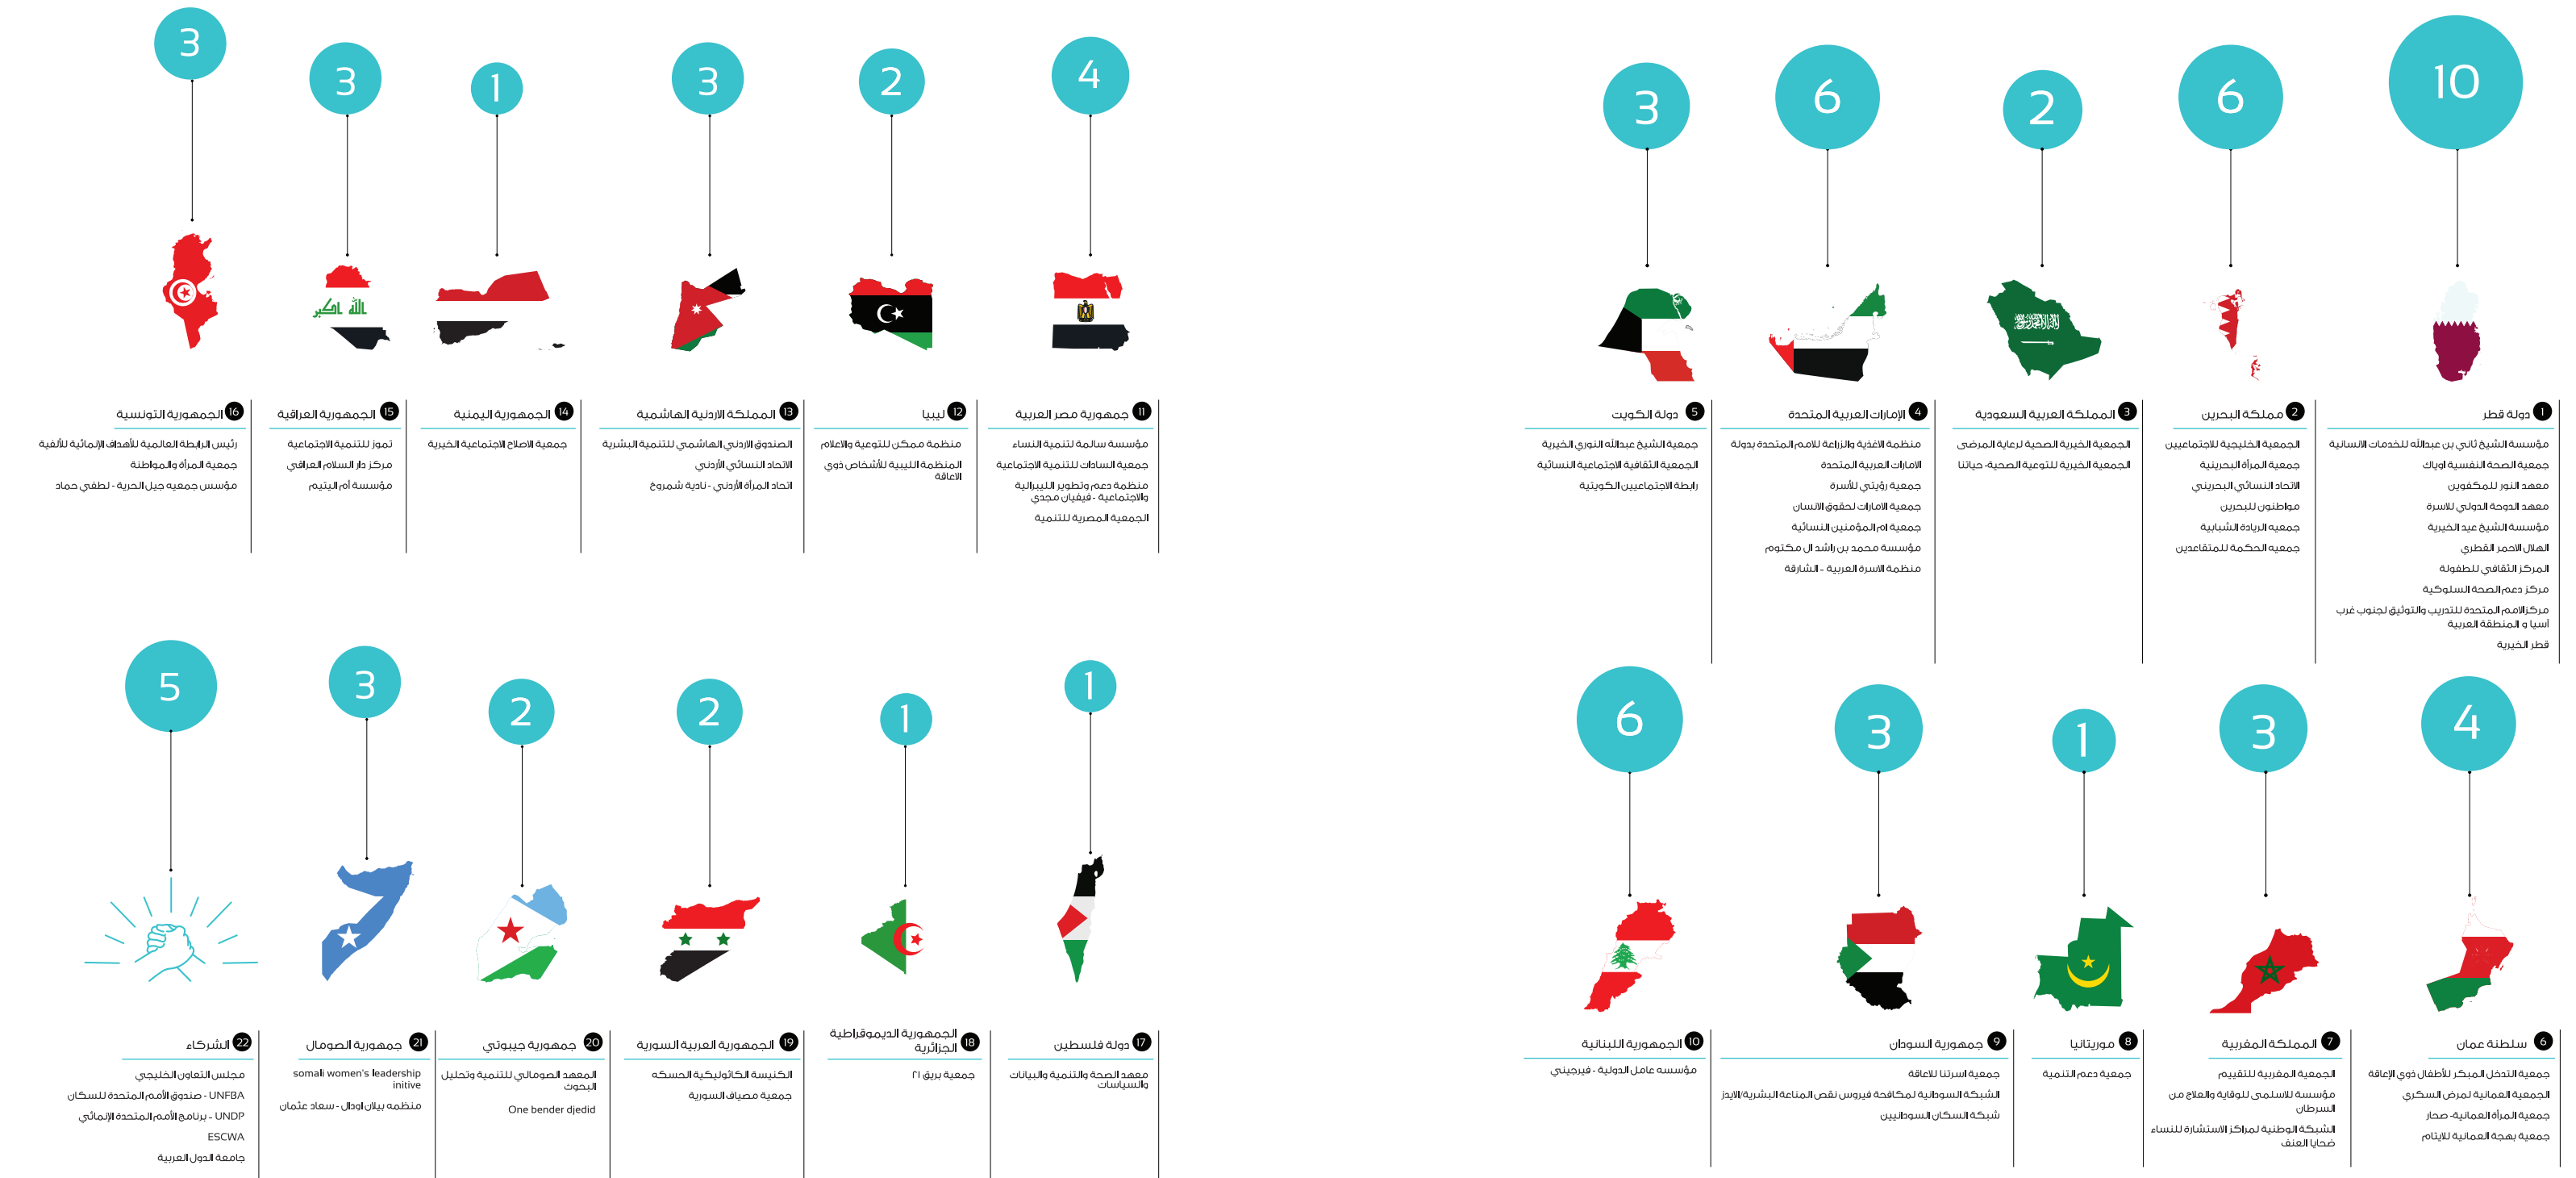 10
1 دولة قطر
مؤسسة الشيخ ثاني بن عبدالله للخدمات الانسانية
جمعية الصحة النفسية اوياك
معهد النور للمكفوين
معهد الدوحة الدولي للاسرة
مؤسسة الشيخ عيد الخيرية
الهلال الاحمر القطري
المركز الثقافي للطفولة
مركز دعم الصحة السلوكية
مركزالامم المتحدة للتدريب والتوثيق لجنوب غرب
آسيا و المنطقة العربية
قطر الخيرية
6
2 مملكة البحرين
الجمعية الخليجية للاجتماعيين
جمعية المرأة البحرينية
الاتحاد النسائي البحريني
مواطنون للبحرين
جمعيه الريادة الشبابية
جمعيه الحكمة للمتقاعدين
2
3 المملكة العربية السعودية
الجمعية الخيرية الصحية لرعاية المرضى
الجمعية الخيرية للتوعية الصحية- حياتنا
6
4 الإمارات العربية المتحدة
منظمة الاغذية والزراعة للامم المتحدة بدولة
الامارات العربية المتحدة
جمعية رؤيتي للأسرة
جمعية الامارات لحقوق الانسان
جمعية ام المؤمنين النسائية
مؤسسة محمد بن راشد ال مكتوم
منظمة الاسرة العربية - الشارقة
3
5 دولة الكويت
جمعية الشيخ عبدالله النوري الخيرية
الجمعية الثقافية الاجتماعية النسائية
رابطة الاجتماعيين الكويتية
4
6 سلطنة عمان
جمعية التدخل المبكر للأطفال ذوي الإعاقة
الجمعية العمانية لمرض السكري
جمعية المرأة العمانية- صحار
جمعية بهجة العمانية للايتام
3
7 المملكة المغربية
الجمعية المغربية للتقييم
مؤسسة للاسلمى للوقاية والعلاج من
السرطان
الشبكة الوطنية لمراكز الاستشارة للنساء
ضحايا العنف
1
8 موريتانيا
جمعية دعم التنمية
3
9 جمهورية السودان
جمعية اسرتنا للاعاقة
الشبكة السودانية لمكافحة فيروس نقص المناعة البشرية/الايدز
شبكة السكان السودانيين
6
10 الجمهورية اللبنانية
مؤسسه عامل الدولية - فيرجيني
4
11 جمهورية مصر العربية
مؤسسة سالمة لتنمية النساء
جمعية السادات للتنمية الاجتماعية
منظمة دعم وتطوير الليبرالية
والاجتماعية - فيفيان مجدي
الجمعية المصرية للتنمية
2
12 ليبيا
منظمة ممكن للتوعية والاعلام
المنظمة الليبية للأشخاص ذوي
الاعاقة
3
13 المملكة الاردنية الهاشمية
الصندوق الاردني الهاشمي للتنمية البشرية
الاتحاد النسائي الأردني
اتحاد المرأة الأردني - نادية شمروخ
1
14 الجمهورية اليمنية
جمعية الاصلاح الاجتماعية الخيرية
3
الله اكبر
15 الجمهورية العراقية
تموز للتنمية الاجتماعية
مركز دار السلام العراقي
مؤسسة أم اليتيم
3
16 الجمهورية التونسية
رئيس الرابطة العالمية للأهداف الإنمائية للألفية
جمعية المرأة والمواطنة
مؤسس جمعيه جيل الحرية - لطفي حماد
1
17 دولة فلسطين
معهد الصحة والتنمية والبيانات
والسياسات
1
18 الجمهورية الديموقراطية
الجزائرية
جمعية بريق ٢١
2
19 الجمهورية العربية السورية
الكنيسة الكاثوليكية الحسكه
جمعية مصياف السورية
2
20 جمهورية جيبوتي
المعهد الصومالي للتنمية وتحليل
البحوث
One bender djedid
3
21 جمهورية الصومال
somali women's leadership
initive
منظمه بيلان اودال - سعاد عثمان
5
22 الشركاء
مجلس التعاون الخليجي
UNFBA - صندوق الأمم المتحدة للسكان
UNDP - برنامج الأمم المتحدة الإنمائي
ESCWA
جامعة الدول العربية